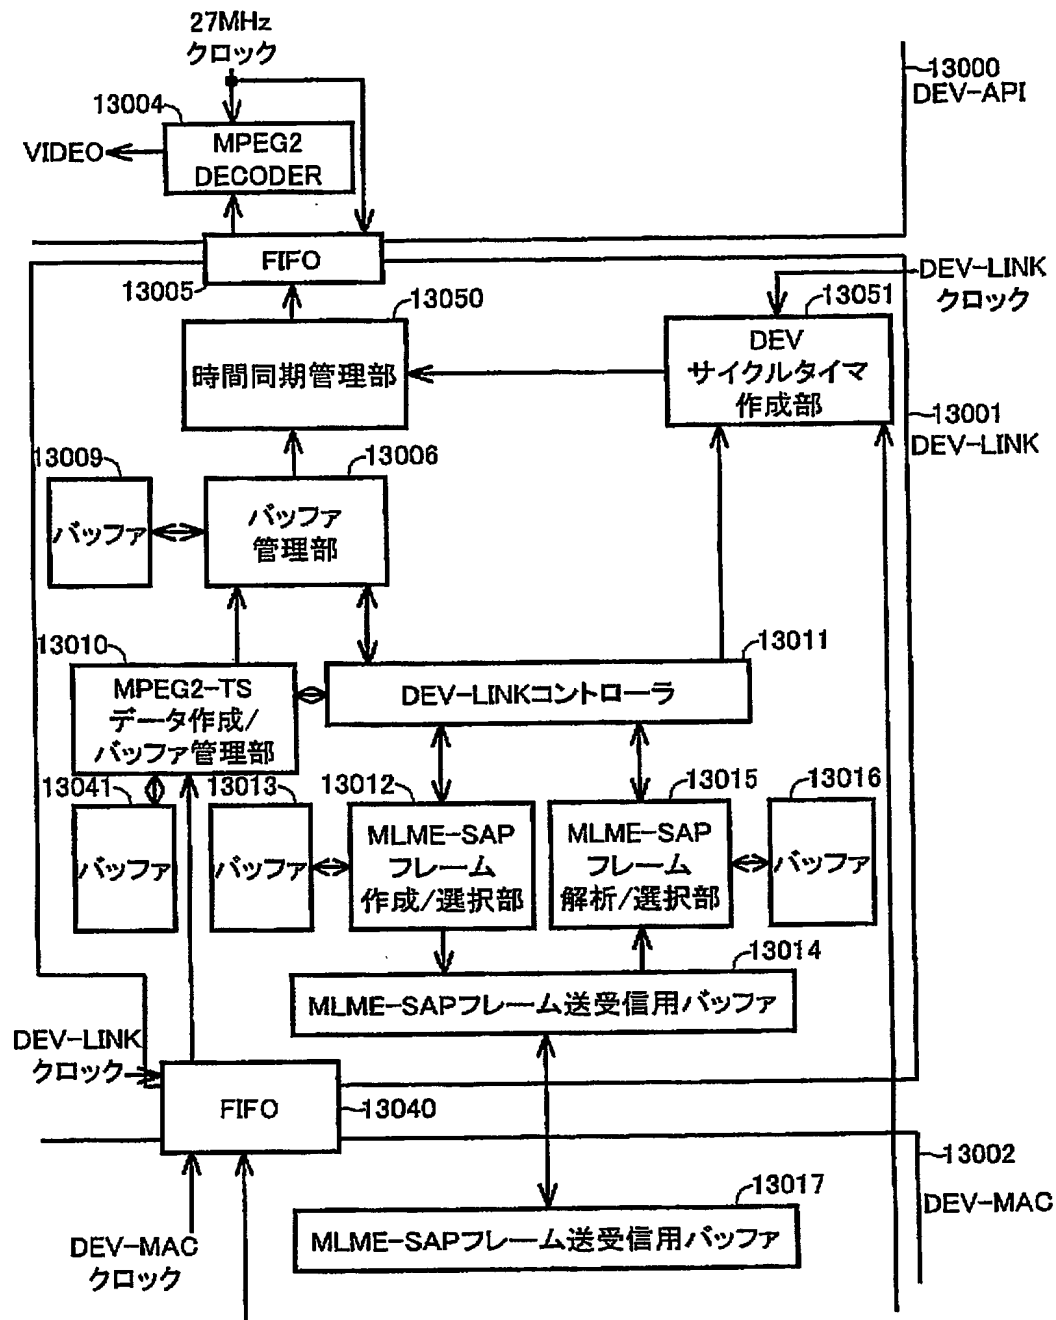 27MHz
クロック
13004
MPEG2
DECODER
VIDEO
13000
DEV-API
FIFO
13005
13050
時間同期管理部
DEV-LINK
クロック
13051
DEV
サイクルタイマ
作成部
13001
DEV-LINK
13009
バッファ
13006
バッファ
管理部
13010
MPEG2-TS
データ作成/
バッファ管理部
13011
DEV-LINKコントローラ
13041
バッファ
13013
バッファ
13012
MLME-SAP
フレーム
作成/選択部
13015
MLME-SAP
フレーム
解析/選択部
13016
バッファ
13014
MLME-SAPフレーム送受信用バッファ
DEV-LINK
クロック
FIFO
13040
13002
DEV-MAC
13017
MLME-SAPフレーム送受信用バッファ
DEV-MAC
クロック